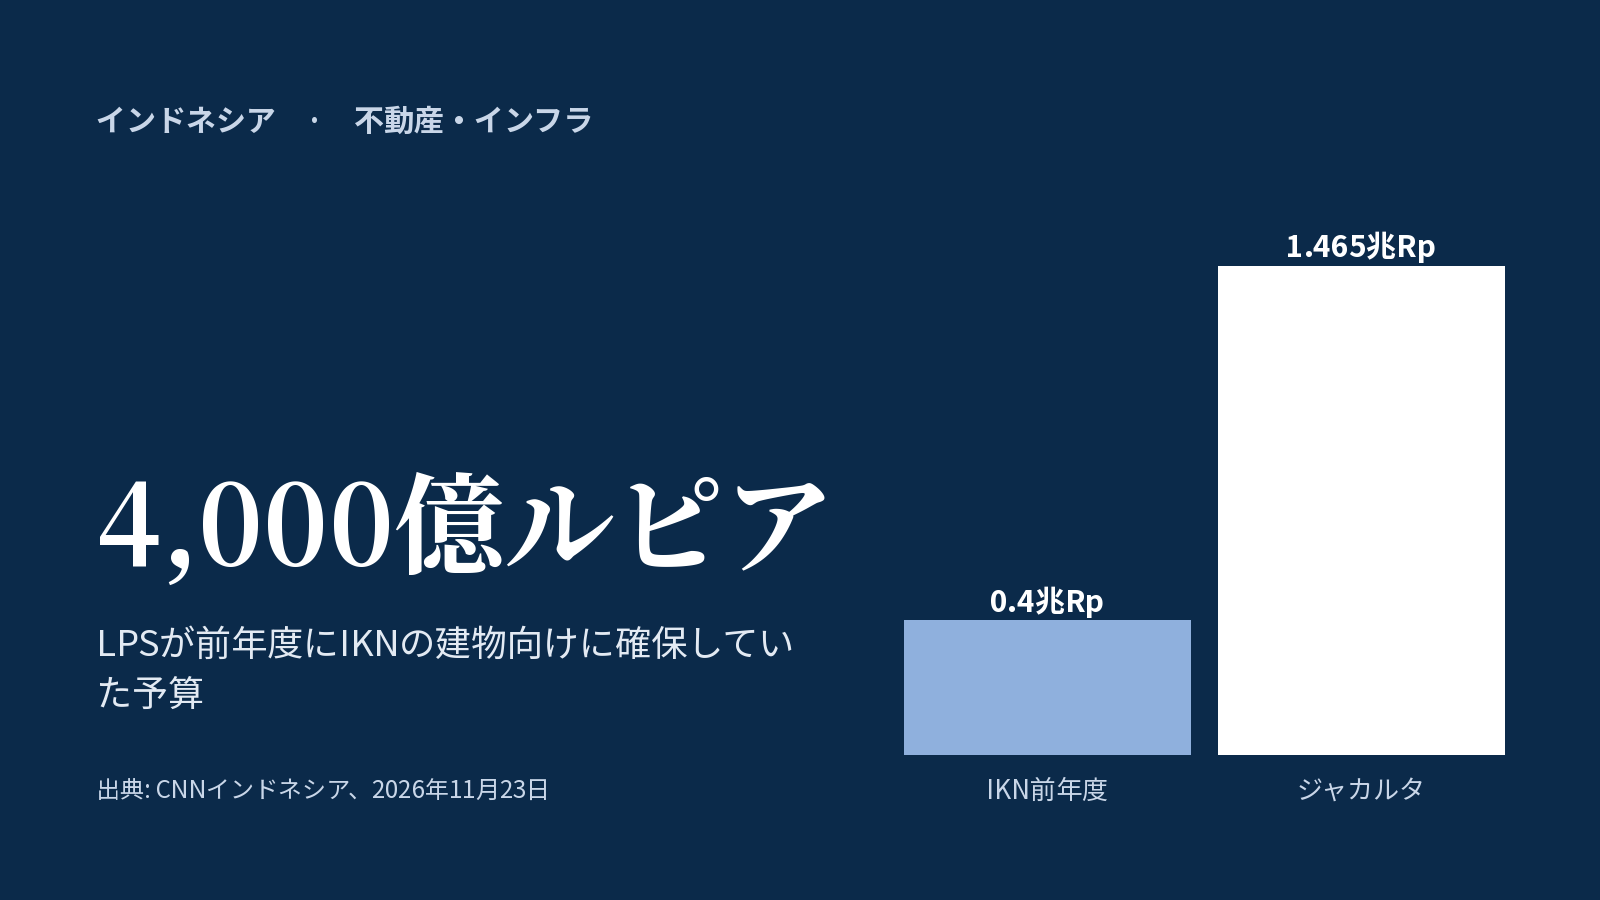 インドネシア ・ 不動産・インフラ
4,000億ルピア
LPSが前年度にIKNの建物向けに確保してい
た予算
出典: CNNインドネシア、2026年11月23日
0.4兆Rp
1.465兆Rp
IKN前年度
ジャカルタ